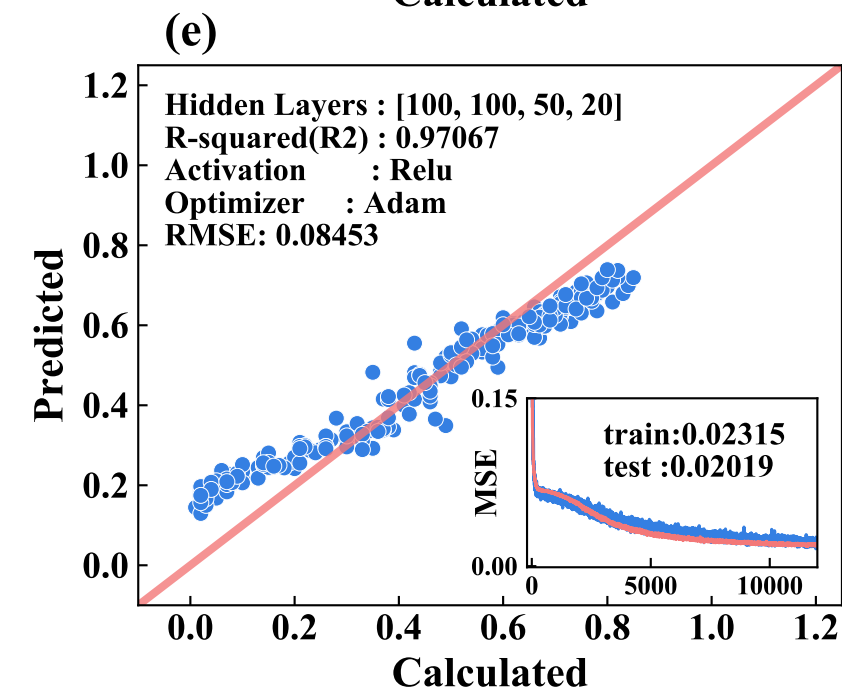 Calculated
(e)
1.2
1.0
0.8
0.6
0.4
0.2
0.0
Predicted
Hidden Layers : [100, 100, 50, 20]
R-squared(R2) : 0.97067
Activation : Relu
Optimizer : Adam
RMSE: 0.08453
0.15
0.00
MSE
train:0.02315
test :0.02019
0 5000 10000
0.0 0.2 0.4 0.6 0.8 1.0 1.2
Calculated